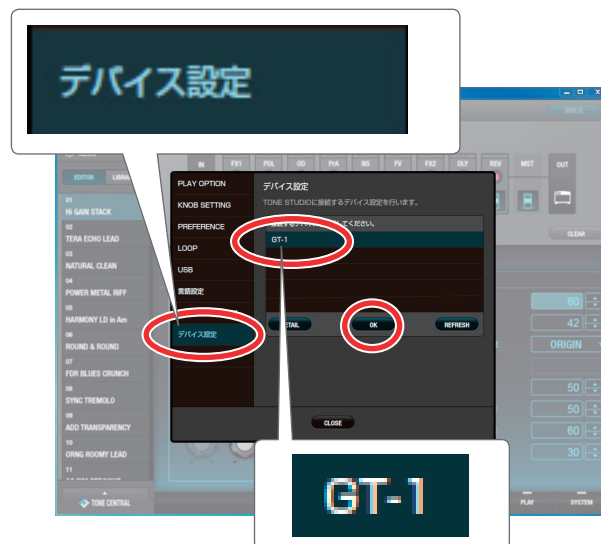 デバイス設定
WRITE
IN FX1 PDL OD PrA NS FV FX2 DLY REV MST OUT
EDITOR
CLEAR
01
Hi GAIN STACK
02
TERA ECHO LEAD
03
NATURAL CLEAN
04
POWER METAL RIFF
05
HARMONY LD in Am
06
ROUND & ROUND
07
FDR BLUES CRUNCH
08
SYNC TREMOLO
09
ADD TRANSPARENCY
10
ORNG ROOMY LEAD
11
TONE CENTRAL
PLAY OPTION
KNOB SETTING
PREFERENCE
LOOP
USB
言語設定
デバイス設定
デバイス設定
TONE STUDIOに接続するデバイス設定を行います。
GT-1
OK
REFRESH
CLOSE
80
42
ORIGIN
50
50
60
30
PLAY
SYSTEM
GT-1